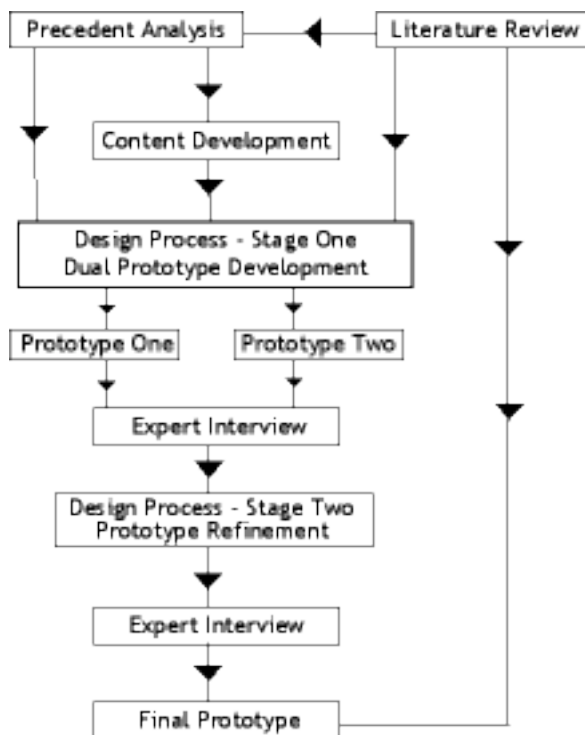 Precedent Analysis
Literature Review
Content Development
Design Process - Stage One
Dual Prototype Development
Prototype One
Prototype Two
Expert Interview
Design Process - Stage Two
Prototype Refinement
Expert Interview
Final Prototype